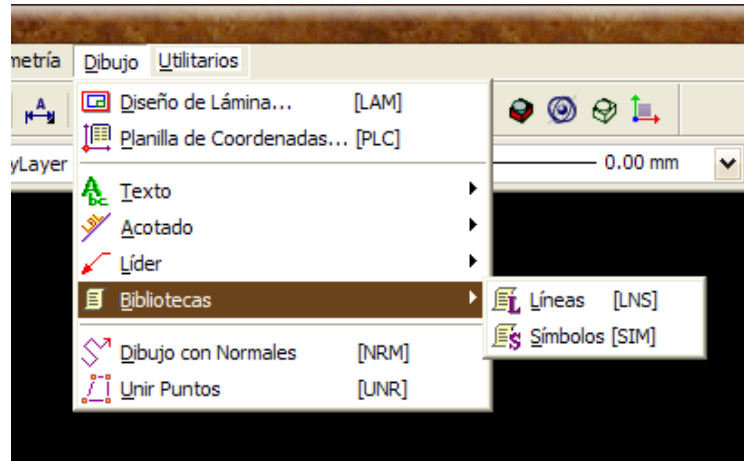 metría Dibujo Utilitarios
A
Diseño de Lámina... [LAM]
Planilla de Coordenadas... [PLC]
yLayer 0.00 mm
Texto
Acotado
Líder
Bibliotecas
Líneas [LNS]
Símbolos [SIM]
Dibujo con Normales [NRM]
Unir Puntos [UNR]